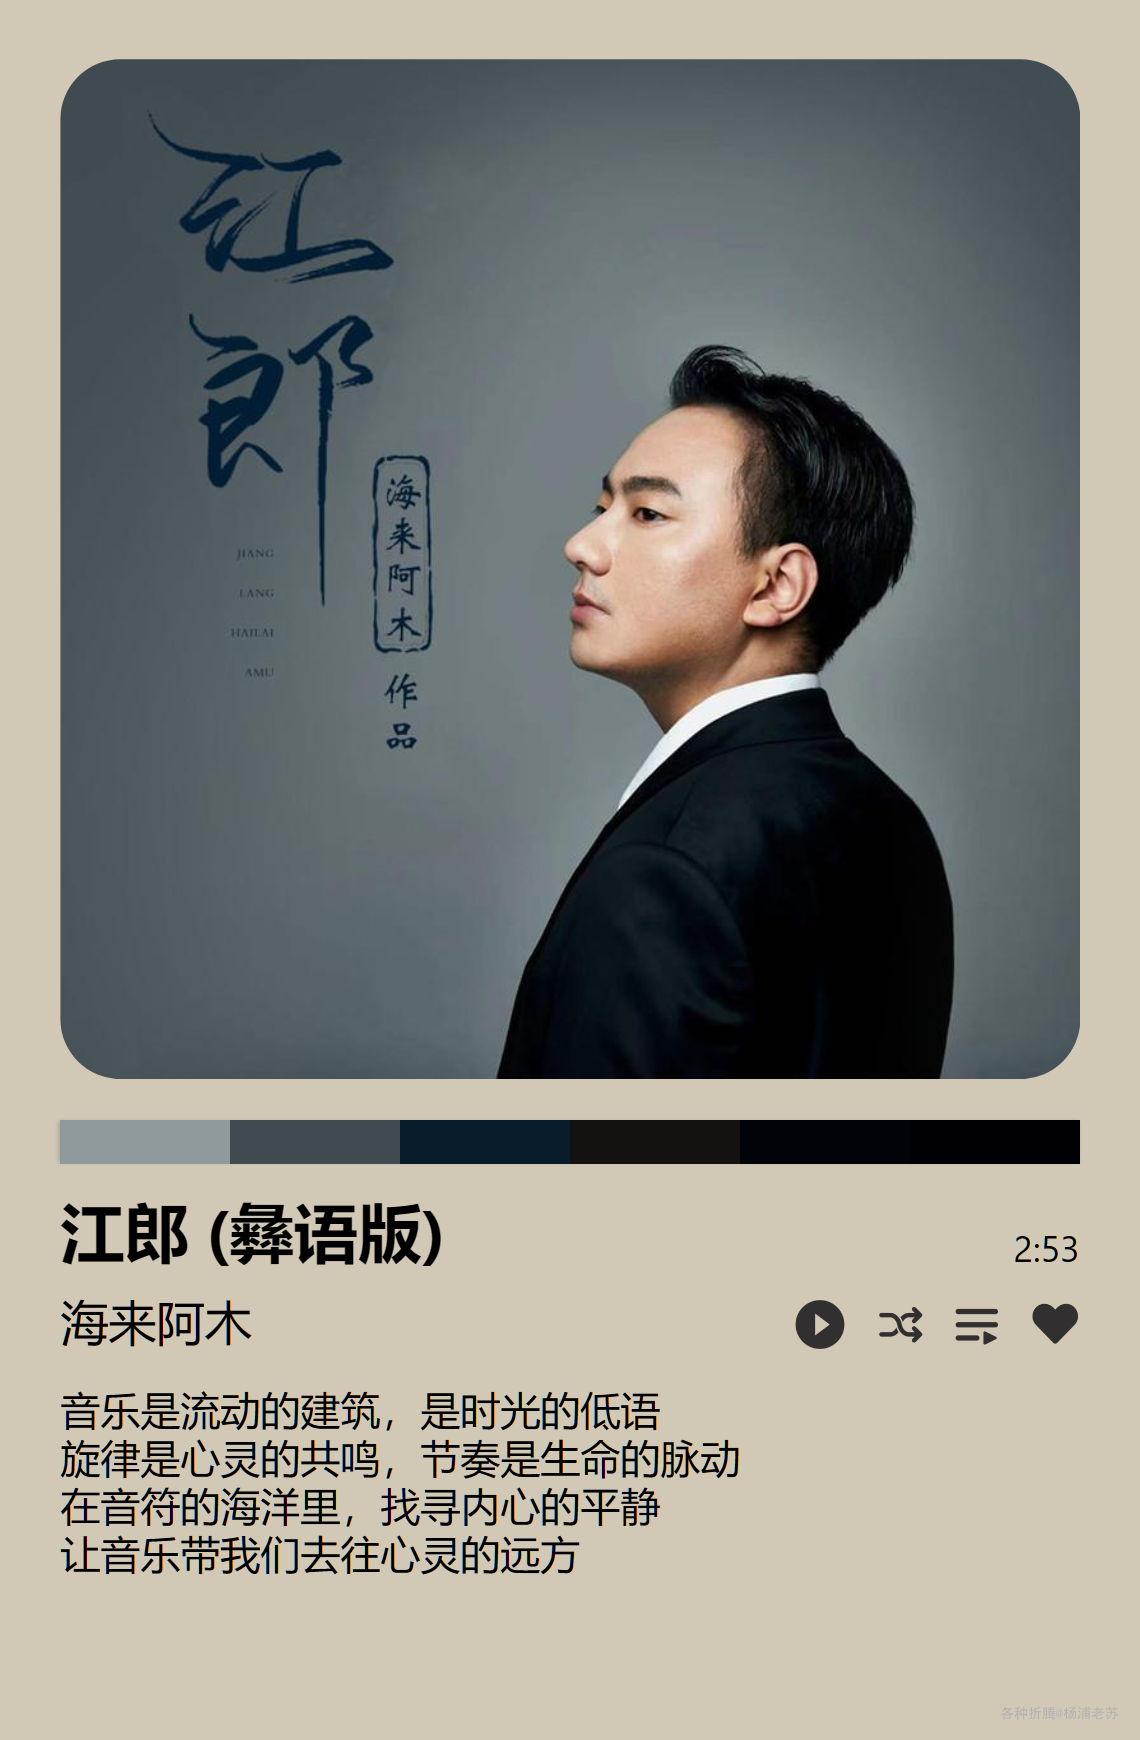 江郎
JIANG
LANG
HAILAI
AMU
海来阿木
作品
江郎 (彝语版)
2:53
海来阿木
音乐是流动的建筑，是时光的低语
旋律是心灵的共鸣，节奏是生命的脉动
在音符的海洋里，找寻内心的平静
让音乐带我们去往心灵的远方
各种折腾@杨浦老苏